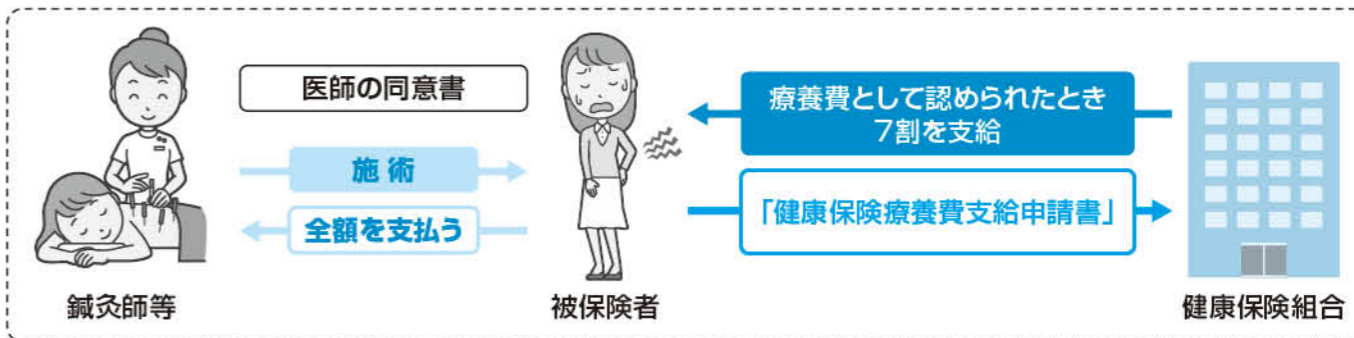 医師の同意書
施術
全額を支払う
鍼灸師等
被保険者
療養費として認められたとき
7割を支給
「健康保険療養費支給申請書」
健康保険組合